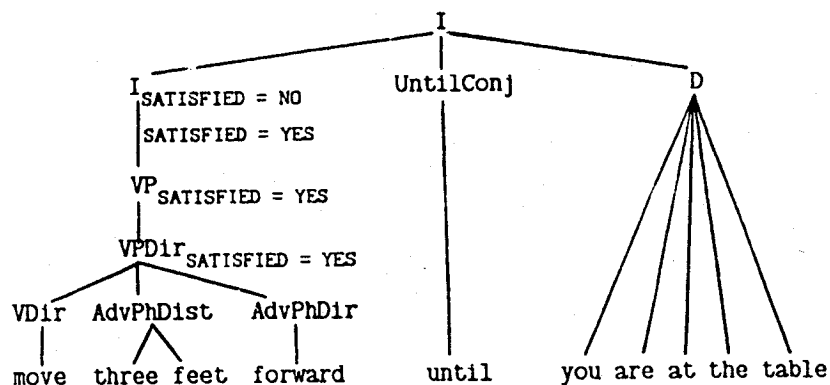 I
I SATISFIED = NO UntilConj D
SATISFIED = YES
VP SATISFIED = YES
VPDir SATISFIED = YES
VDir AdvPhDist AdvPhDir
move three feet forward until you are at the table